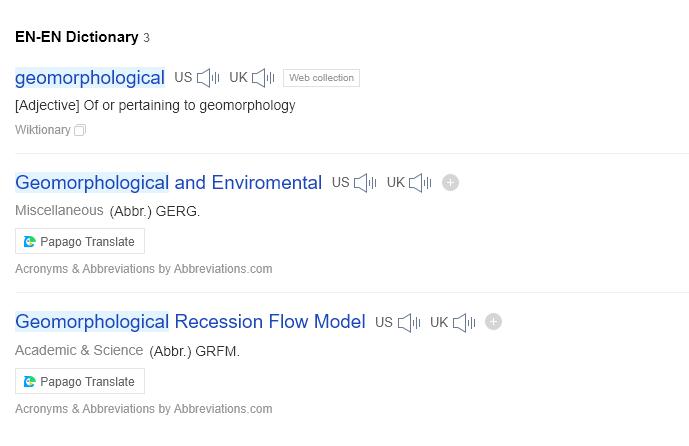 EN-EN Dictionary 3
geomorphological US UK Web collection
[Adjective] Of or pertaining to geomorphology
Wiktionary
Geomorphological and Enviromental US UK
Miscellaneous (Abbr.) GERG.
Papago Translate
Acronyms & Abbreviations by Abbreviations.com
Geomorphological Recession Flow Model US UK
Academic & Science (Abbr.) GRFM.
Papago Translate
Acronyms & Abbreviations by Abbreviations.com